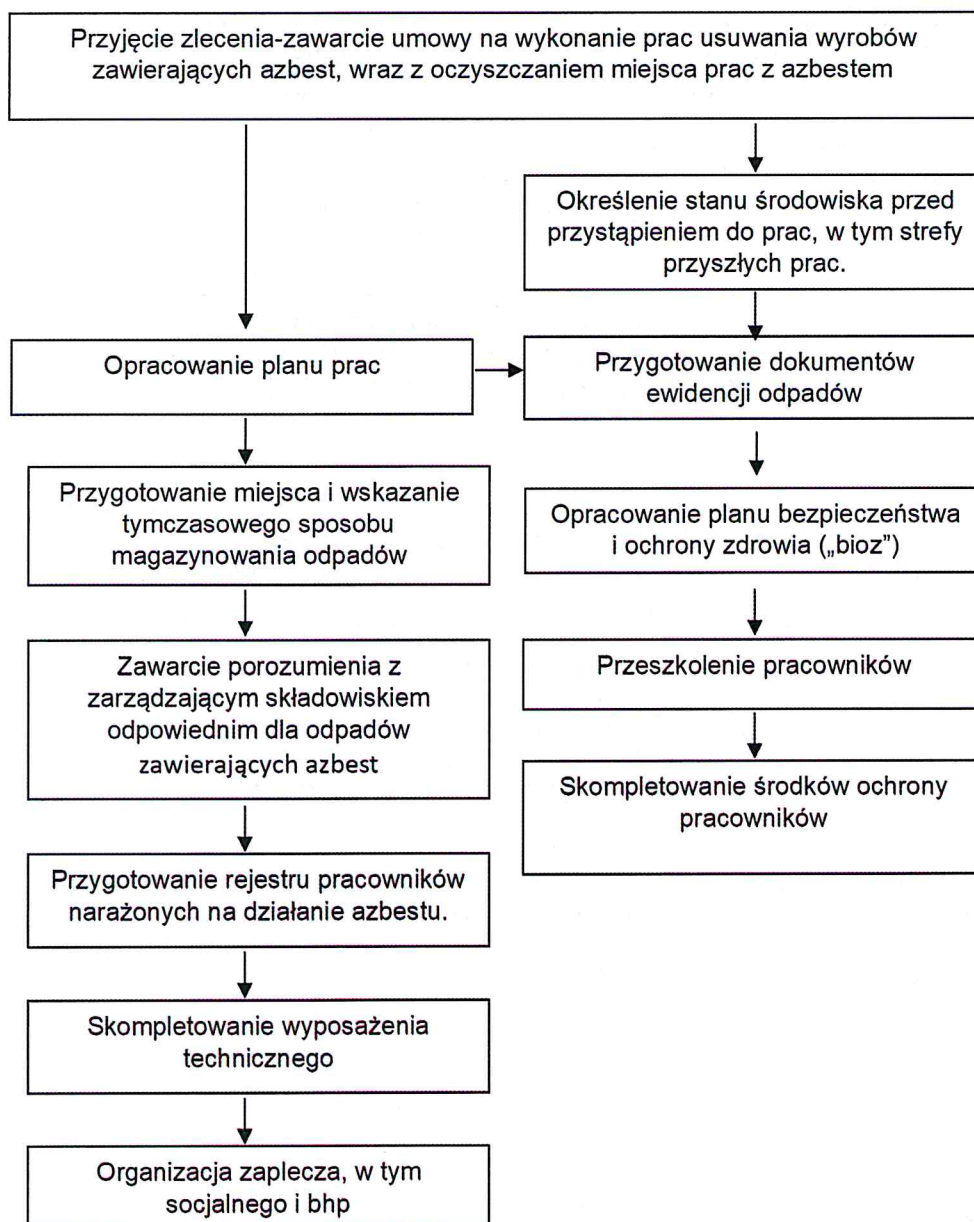 Przyjęcie zlecenia-zawarcie umowy na wykonanie prac usuwania wyrobów
zawierających azbest, wraz z oczyszczaniem miejsca prac z azbestem
Określenie stanu środowiska przed
przystąpieniem do prac, w tym strefy
przyszłych prac.
Opracowanie planu prac
Przygotowanie dokumentów
ewidencji odpadów
Przygotowanie miejsca i wskazanie
tymczasowego sposobu
magazynowania odpadów
Opracowanie planu bezpieczeństwa
i ochrony zdrowia („bioz”)
Zawarcie porozumienia z
zarządzającym składowiskiem
odpowiednim dla odpadów
zawierających azbest
Przeszkolenie pracowników
Skompletowanie środków ochrony
pracowników
Przygotowanie rejestru pracowników
narażonych na działanie azbestu.
Skompletowanie wyposażenia
technicznego
Organizacja zaplecza, w tym
socjalnego i bhp